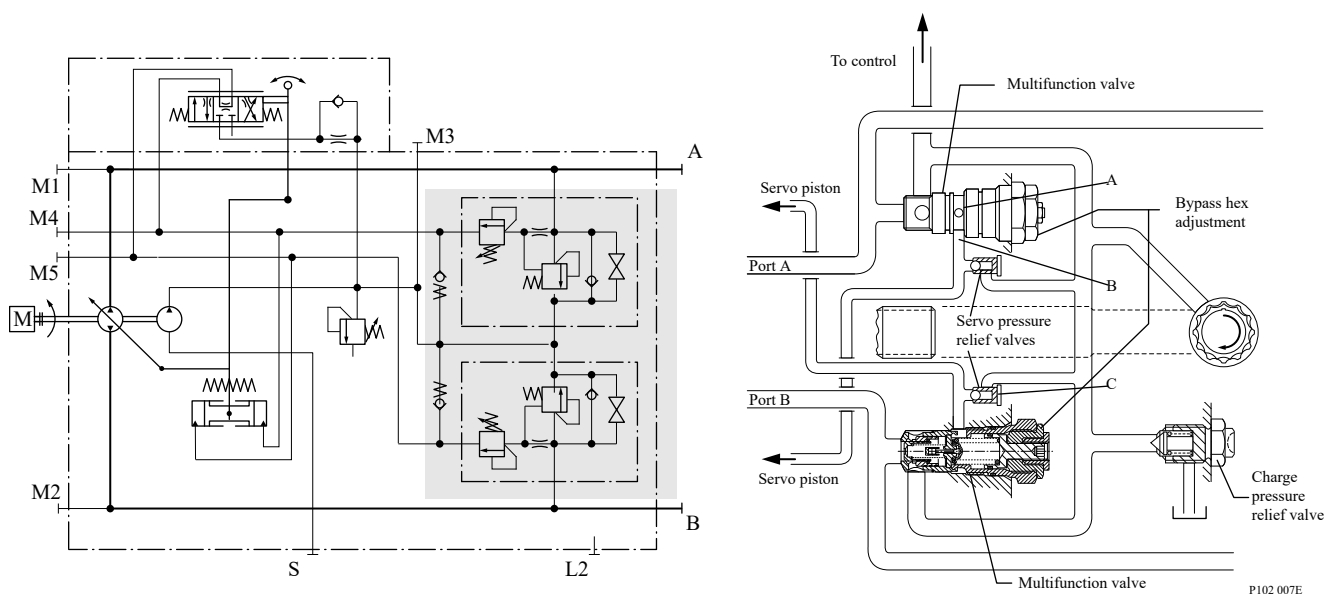 M3
A
M1
M4
M5
M
M2
B
S
L2
To control
Multifunction valve
Servo piston
A
Bypass hex
adjustment
Port A
B
Servo pressure
relief valves
C
Port B
Servo piston
Charge
pressure
relief valve
Multifunction valve
P102 007E